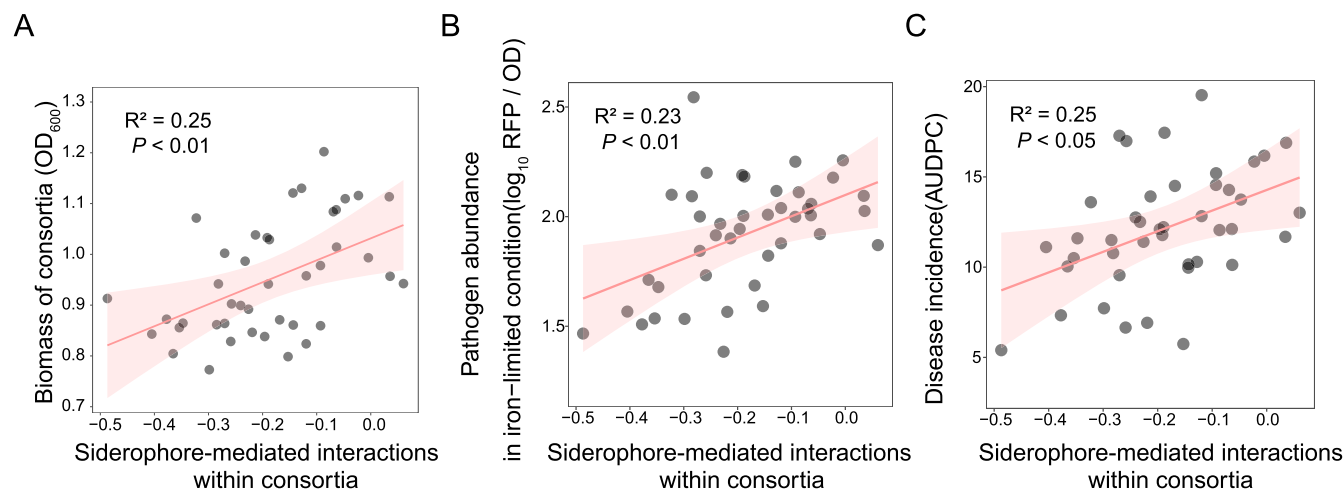 A
Biomass of consortia (OD600)
1.3
1.2
1.1
1.0
0.9
0.8
0.7
R² = 0.25
P < 0.01
−0.5 −0.4 −0.3 −0.2 −0.1 0.0
Siderophore-mediated interactions
within consortia
B
Pathogen abundance
in iron−limited condition(log10 RFP / OD)
2.5
2.0
1.5
R² = 0.23
P < 0.01
−0.5 −0.4 −0.3 −0.2 −0.1 0.0
Siderophore-mediated interactions
within consortia
C
Disease incidence(AUDPC)
20
15
10
5
R² = 0.25
P < 0.05
−0.5 −0.4 −0.3 −0.2 −0.1 0.0
Siderophore-mediated interactions
within consortia